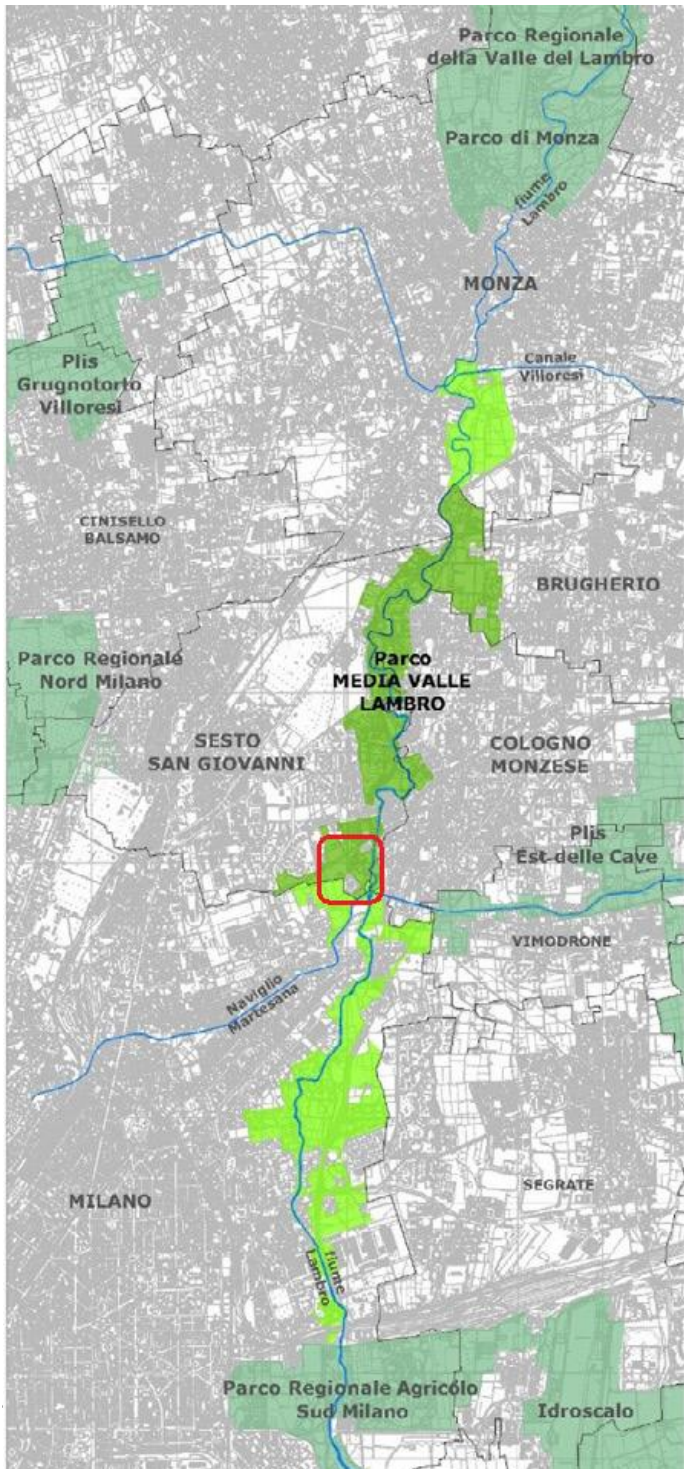 Parco Regionale
della Valle del Lambro
Parco di Monza
fiume
Lambro
MONZA
Canale
Villoresi
Plis
Grugnotorto
Villoresi
CINISELLO
BALSAMO
BRUGHERIO
Parco Regionale
Nord Milano
Parco
MEDIA VALLE
LAMBRO
SESTO
SAN GIOVANNI
COLOGNO
MONZESE
Plis
Est delle Cave
VIMODRONE
Naviglio
Martesana
SEGRATE
MILANO
fiume
Lambro
Parco Regionale Agricolo
Sud Milano
Idroscalo